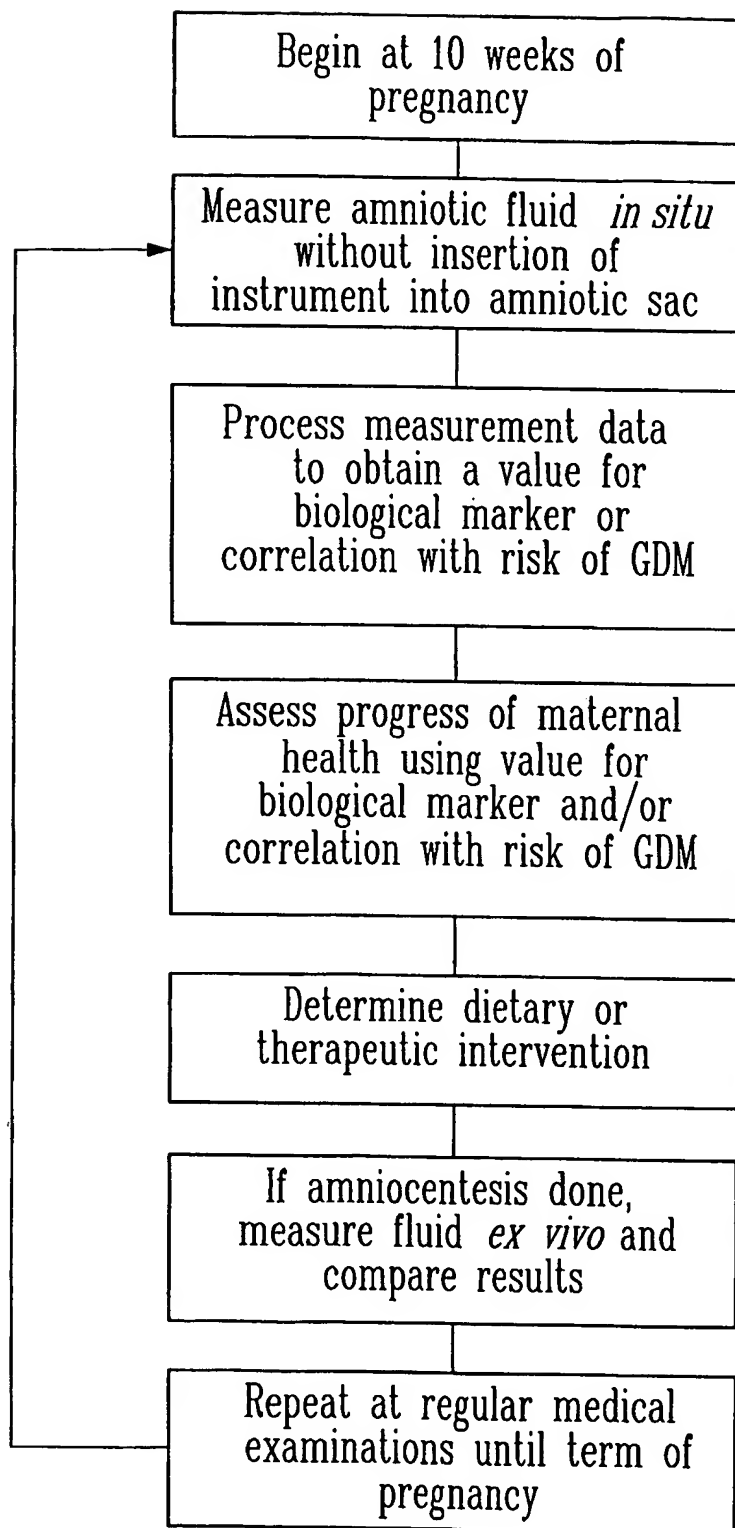 Begin at 10 weeks of
pregnancy
Measure amniotic fluid in situ
without insertion of
instrument into amniotic sac
Process measurement data
to obtain a value for
biological marker or
correlation with risk of GDM
Assess progress of maternal
health using value for
biological marker and/or
correlation with risk of GDM
Determine dietary or
therapeutic intervention
If amniocentesis done,
measure fluid ex vivo and
compare results
Repeat at regular medical
examinations until term of
pregnancy